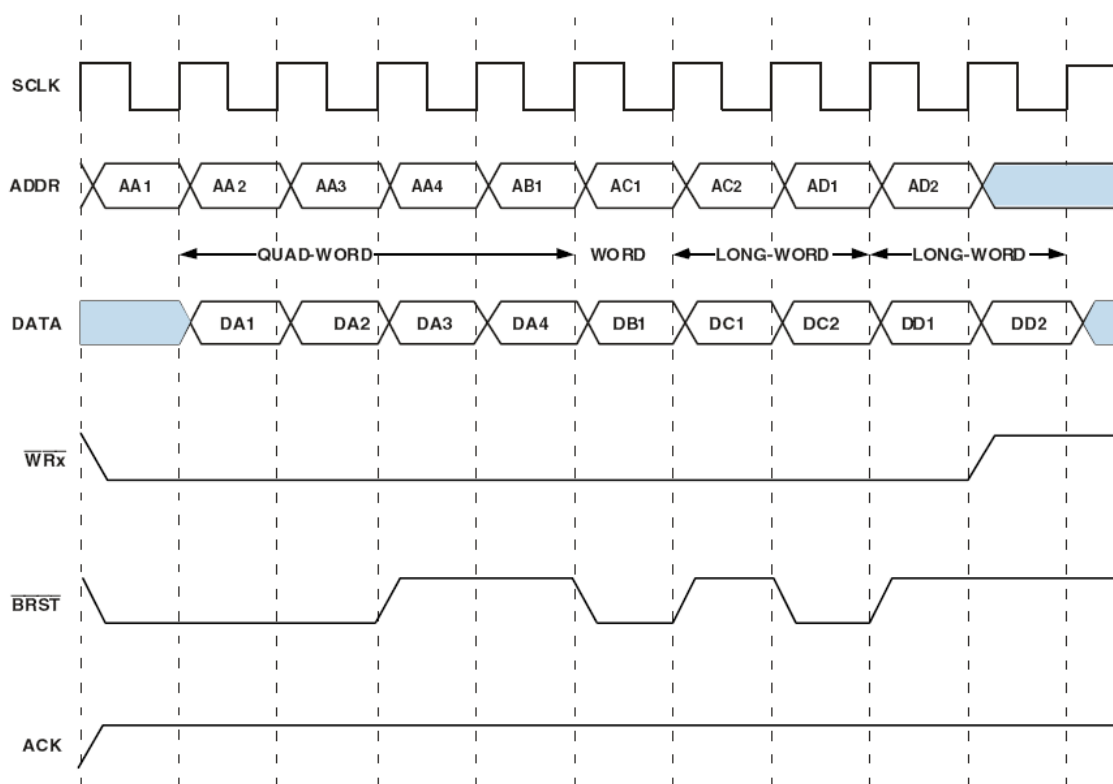 SCLK
ADDR AA1 AA2 AA3 AA4 AB1 AC1 AC2 AD1 AD2
QUAD-WORD WORD LONG-WORD LONG-WORD
DATA DA1 DA2 DA3 DA4 DB1 DC1 DC2 DD1 DD2
WRx
BRST
ACK